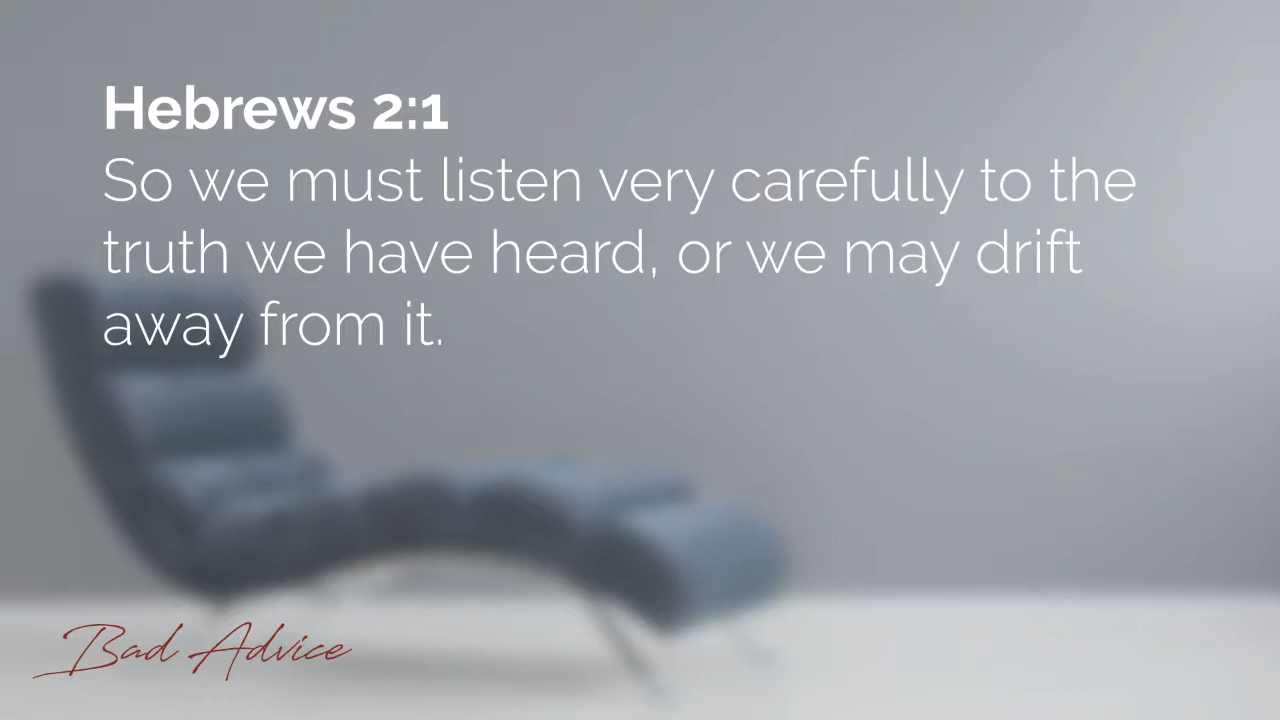 Hebrews 2:1
So we must listen very carefully to the
truth we have heard, or we may drift
away from it.
Bad Advice